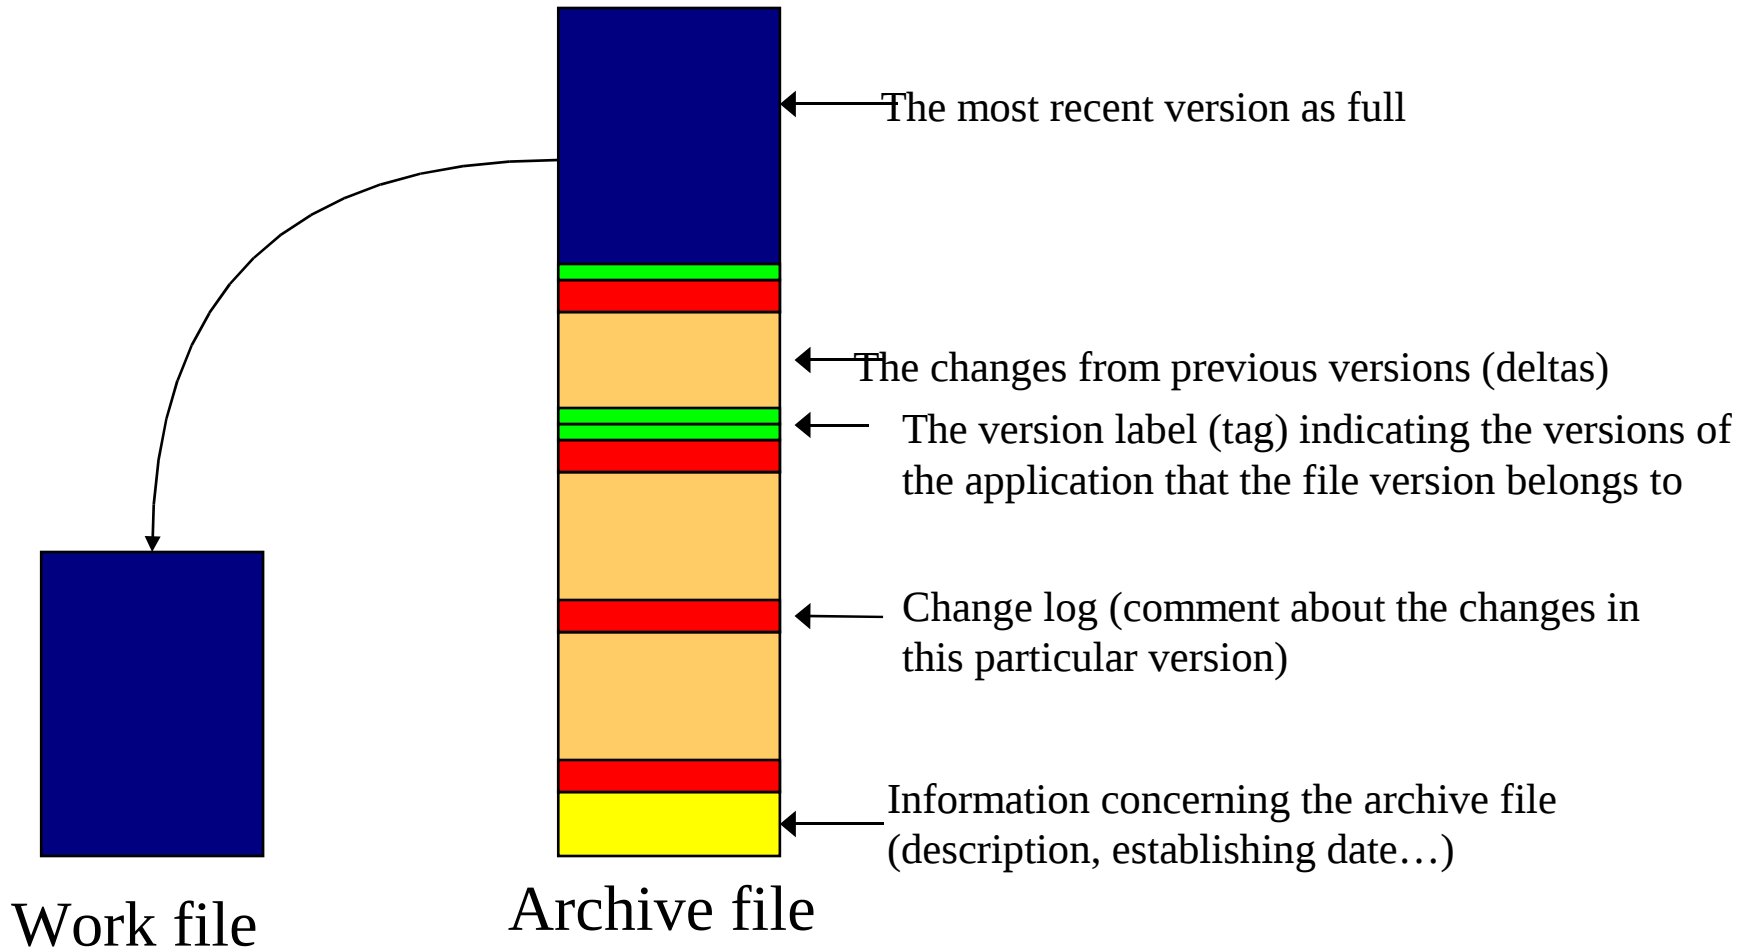 The most recent version as full
The changes from previous versions (deltas)
The version label (tag) indicating the versions of
the application that the file version belongs to
Change log (comment about the changes in
this particular version)
Information concerning the archive file
(description, establishing date…)
Archive file
Work file